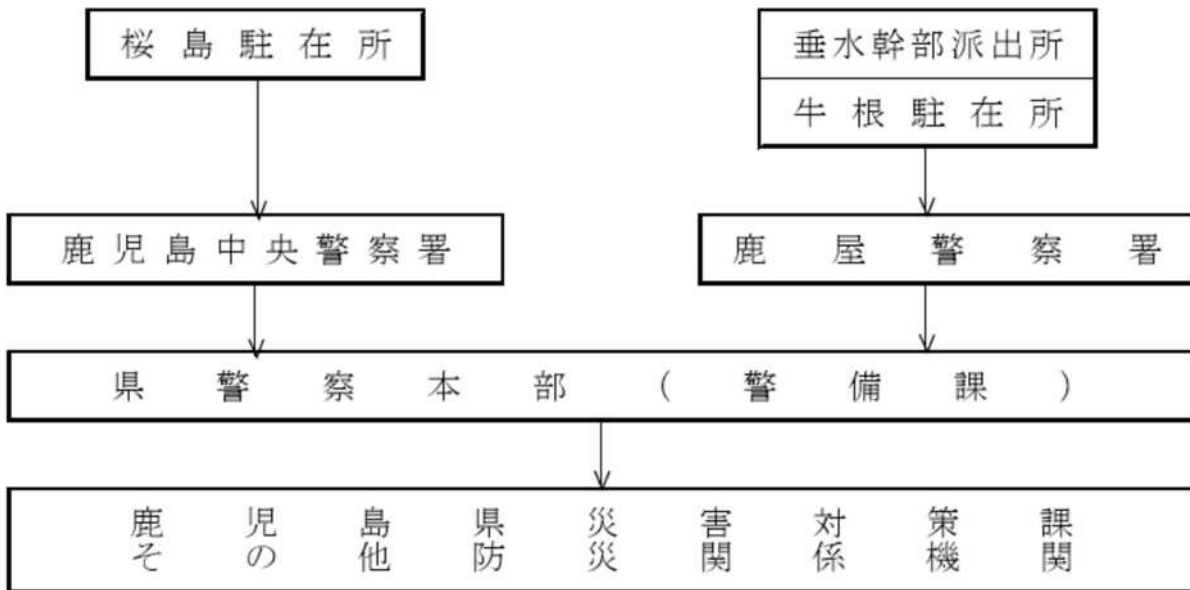 桜島駐在所
垂水幹部派出所
牛根駐在所
鹿児島中央警察署
鹿屋警察署
県警察本部（警備課）
鹿児島県災害対策課
その他防災関係機関